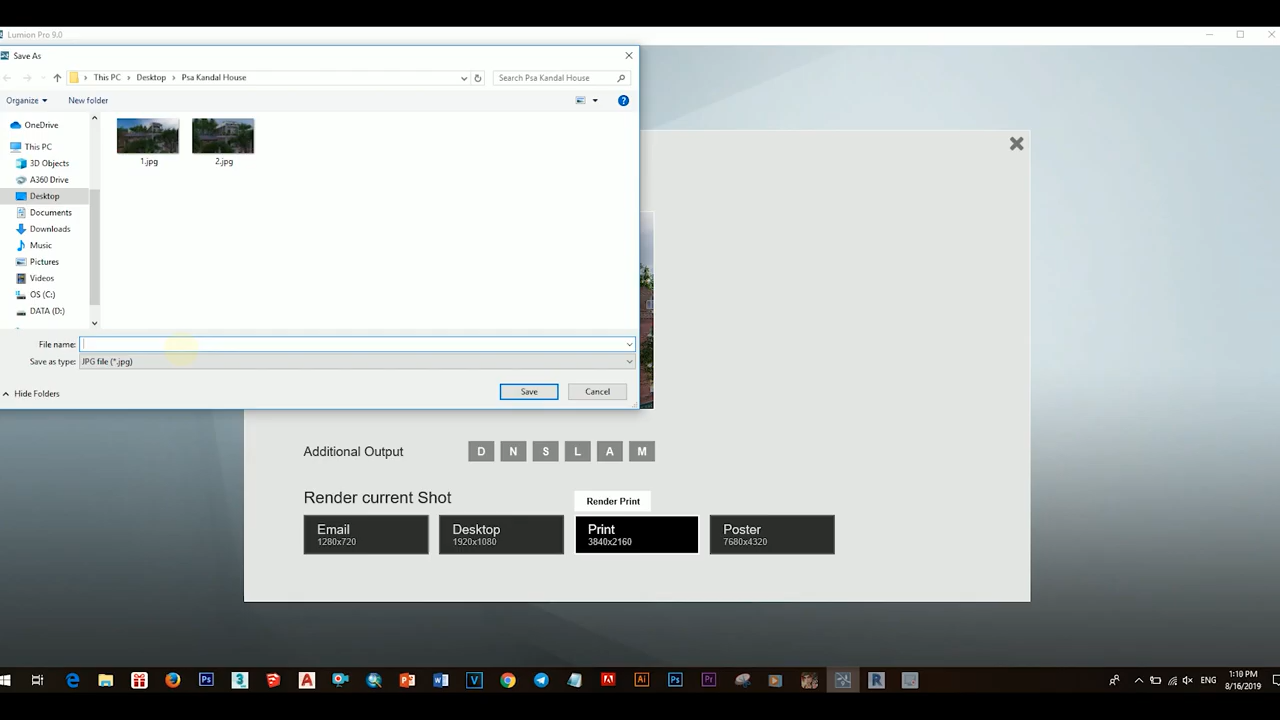 Lumion Pro 9.0
Save As
This PC > Desktop > Psa Kandal House
Search Psa Kandal House
Organize
New folder
OneDrive
This PC
3D Objects
A360 Drive
Desktop
Documents
Downloads
Music
Pictures
Videos
OS (C:)
DATA (D:)
1.jpg
2.jpg
File name:
Save as type:
JPG file (*.jpg)
Hide Folders
Save
Cancel
Additional Output
D N S L A M
Render current Shot
Render Print
Email
1280x720
Desktop
1920x1080
Print
3840x2160
Poster
7680x4320
ENG
1:10 PM
8/16/2019